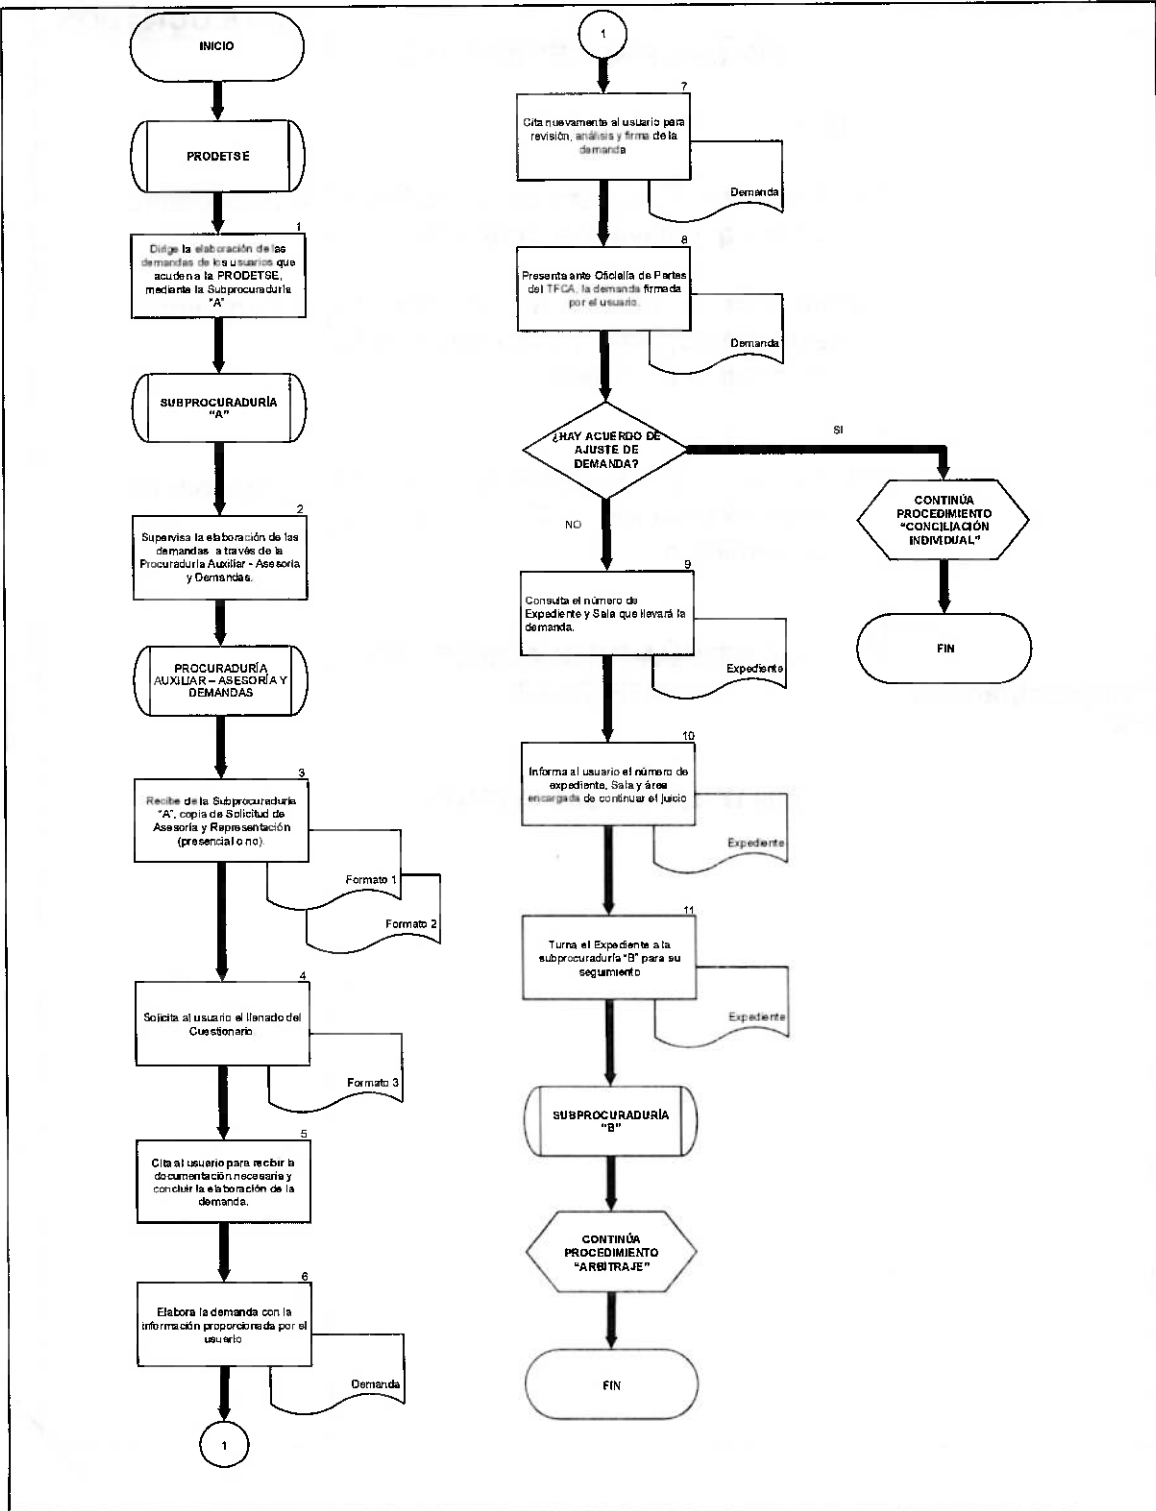 INICIO
PRODETSE
1
Dirige la elaboración de las
demandas de los usuarios que
acuden a la PRODETSE,
mediante la Subprocuraduría
"A"
SUBPROCURADURÍA
"A"
2
Supervisa la elaboración de las
demandas a través de la
Procuraduría Auxiliar - Asesoría
y Demandas.
PROCURADURÍA
AUXILIAR – ASESORÍA Y
DEMANDAS
3
Recibe de la Subprocuraduría
"A", copia de Solicitud de
Asesoría y Representación
(presencial o no)
Formato 1
Formato 2
4
Solicita al usuario el llenado del
Cuestionario
Formato 3
5
Cita al usuario para recibir la
documentación necesaria y
concluir la elaboración de la
demanda.
6
Elabora la demanda con la
información proporcionada por el
usuario
Demanda
1
1
7
Cita nuevamente al usuario para
revisión, análisis y firma de la
demanda
Demanda
8
Presenta ante Oficialía de Partes
del TFCA, la demanda firmada
por el usuario.
Demanda
¿HAY ACUERDO DE
AJUSTE DE
DEMANDA?
SI
NO
CONTINÚA
PROCEDIMIENTO
"CONCILIACIÓN
INDIVIDUAL"
FIN
9
Consulta el número de
Expediente y Sala que llevará la
demanda.
Expediente
10
Informa al usuario el número de
expediente, Sala y área
encargada de continuar el juicio
Expediente
11
Turna el Expediente a la
subprocuraduría "B" para su
seguimiento
Expediente
SUBPROCURADURÍA
"B"
CONTINÚA
PROCEDIMIENTO
"ARBITRAJE"
FIN